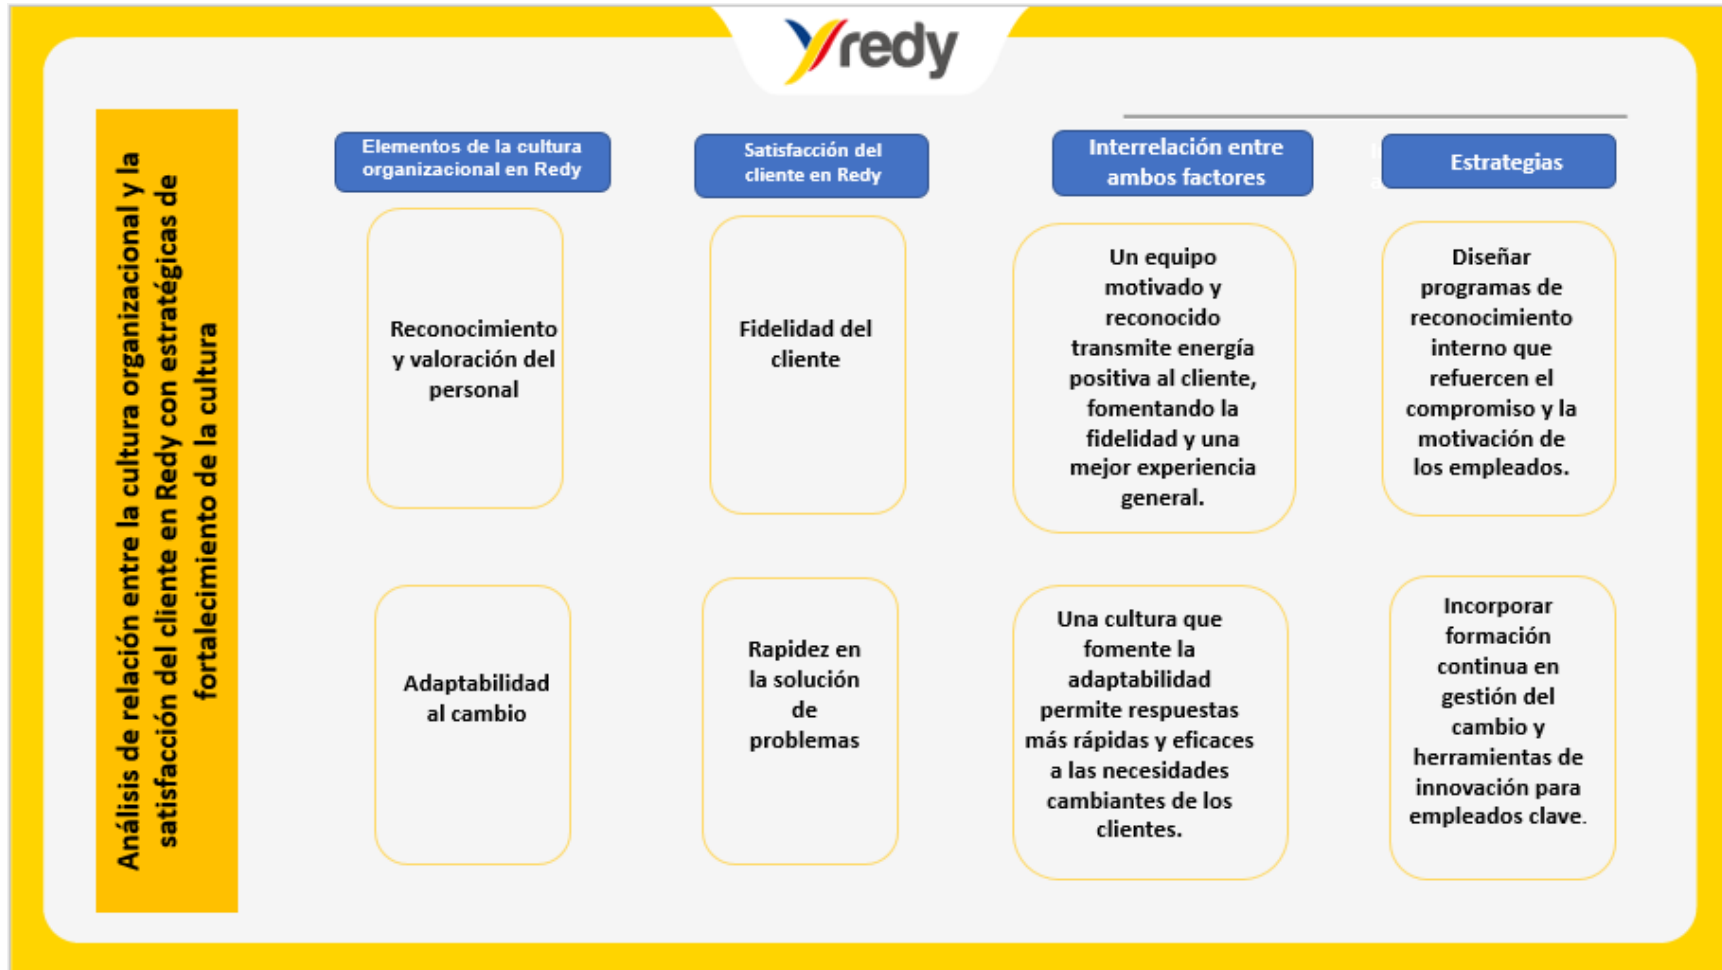 redy
Análisis de relación entre la cultura organizacional y la
satisfacción del cliente en Redy con estratégicas de
fortalecimiento de la cultura
Elementos de la cultura
organizacional en Redy
Satisfacción del
cliente en Redy
Interrelación entre
ambos factores
Estrategias
Reconocimiento
y valoración del
personal
Fidelidad del
cliente
Un equipo
motivado y
reconocido
transmite energía
positiva al cliente,
fomentando la
fidelidad y una
mejor experiencia
general.
Diseñar
programas de
reconocimiento
interno que
refuercen el
compromiso y la
motivación de
los empleados.
Adaptabilidad
al cambio
Rapidez en
la solución
de
problemas
Una cultura que
fomente la
adaptabilidad
permite respuestas
más rápidas y eficaces
a las necesidades
cambiantes de los
clientes.
Incorporar
formación
continua en
gestión del
cambio y
herramientas de
innovación para
empleados clave.